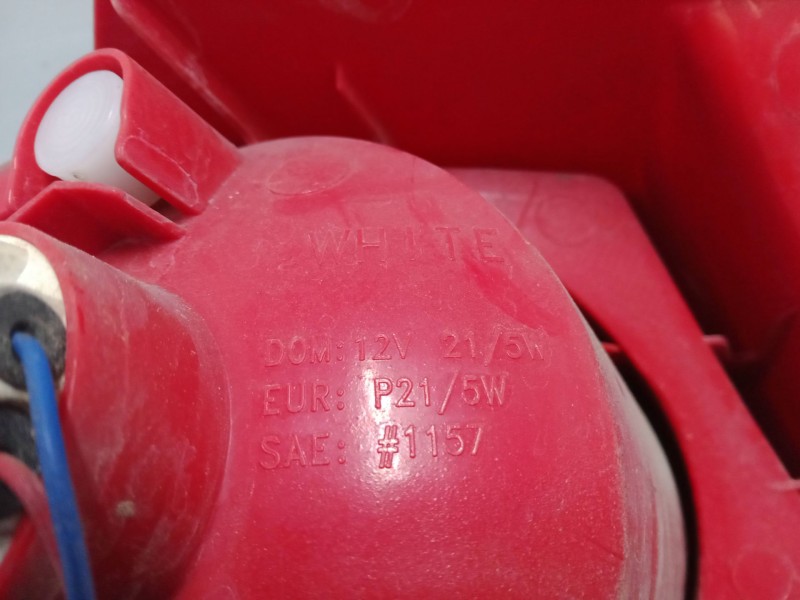 WHITE
DOM: 12V 21/5W
EUR: P21/5W
SAE: #1157